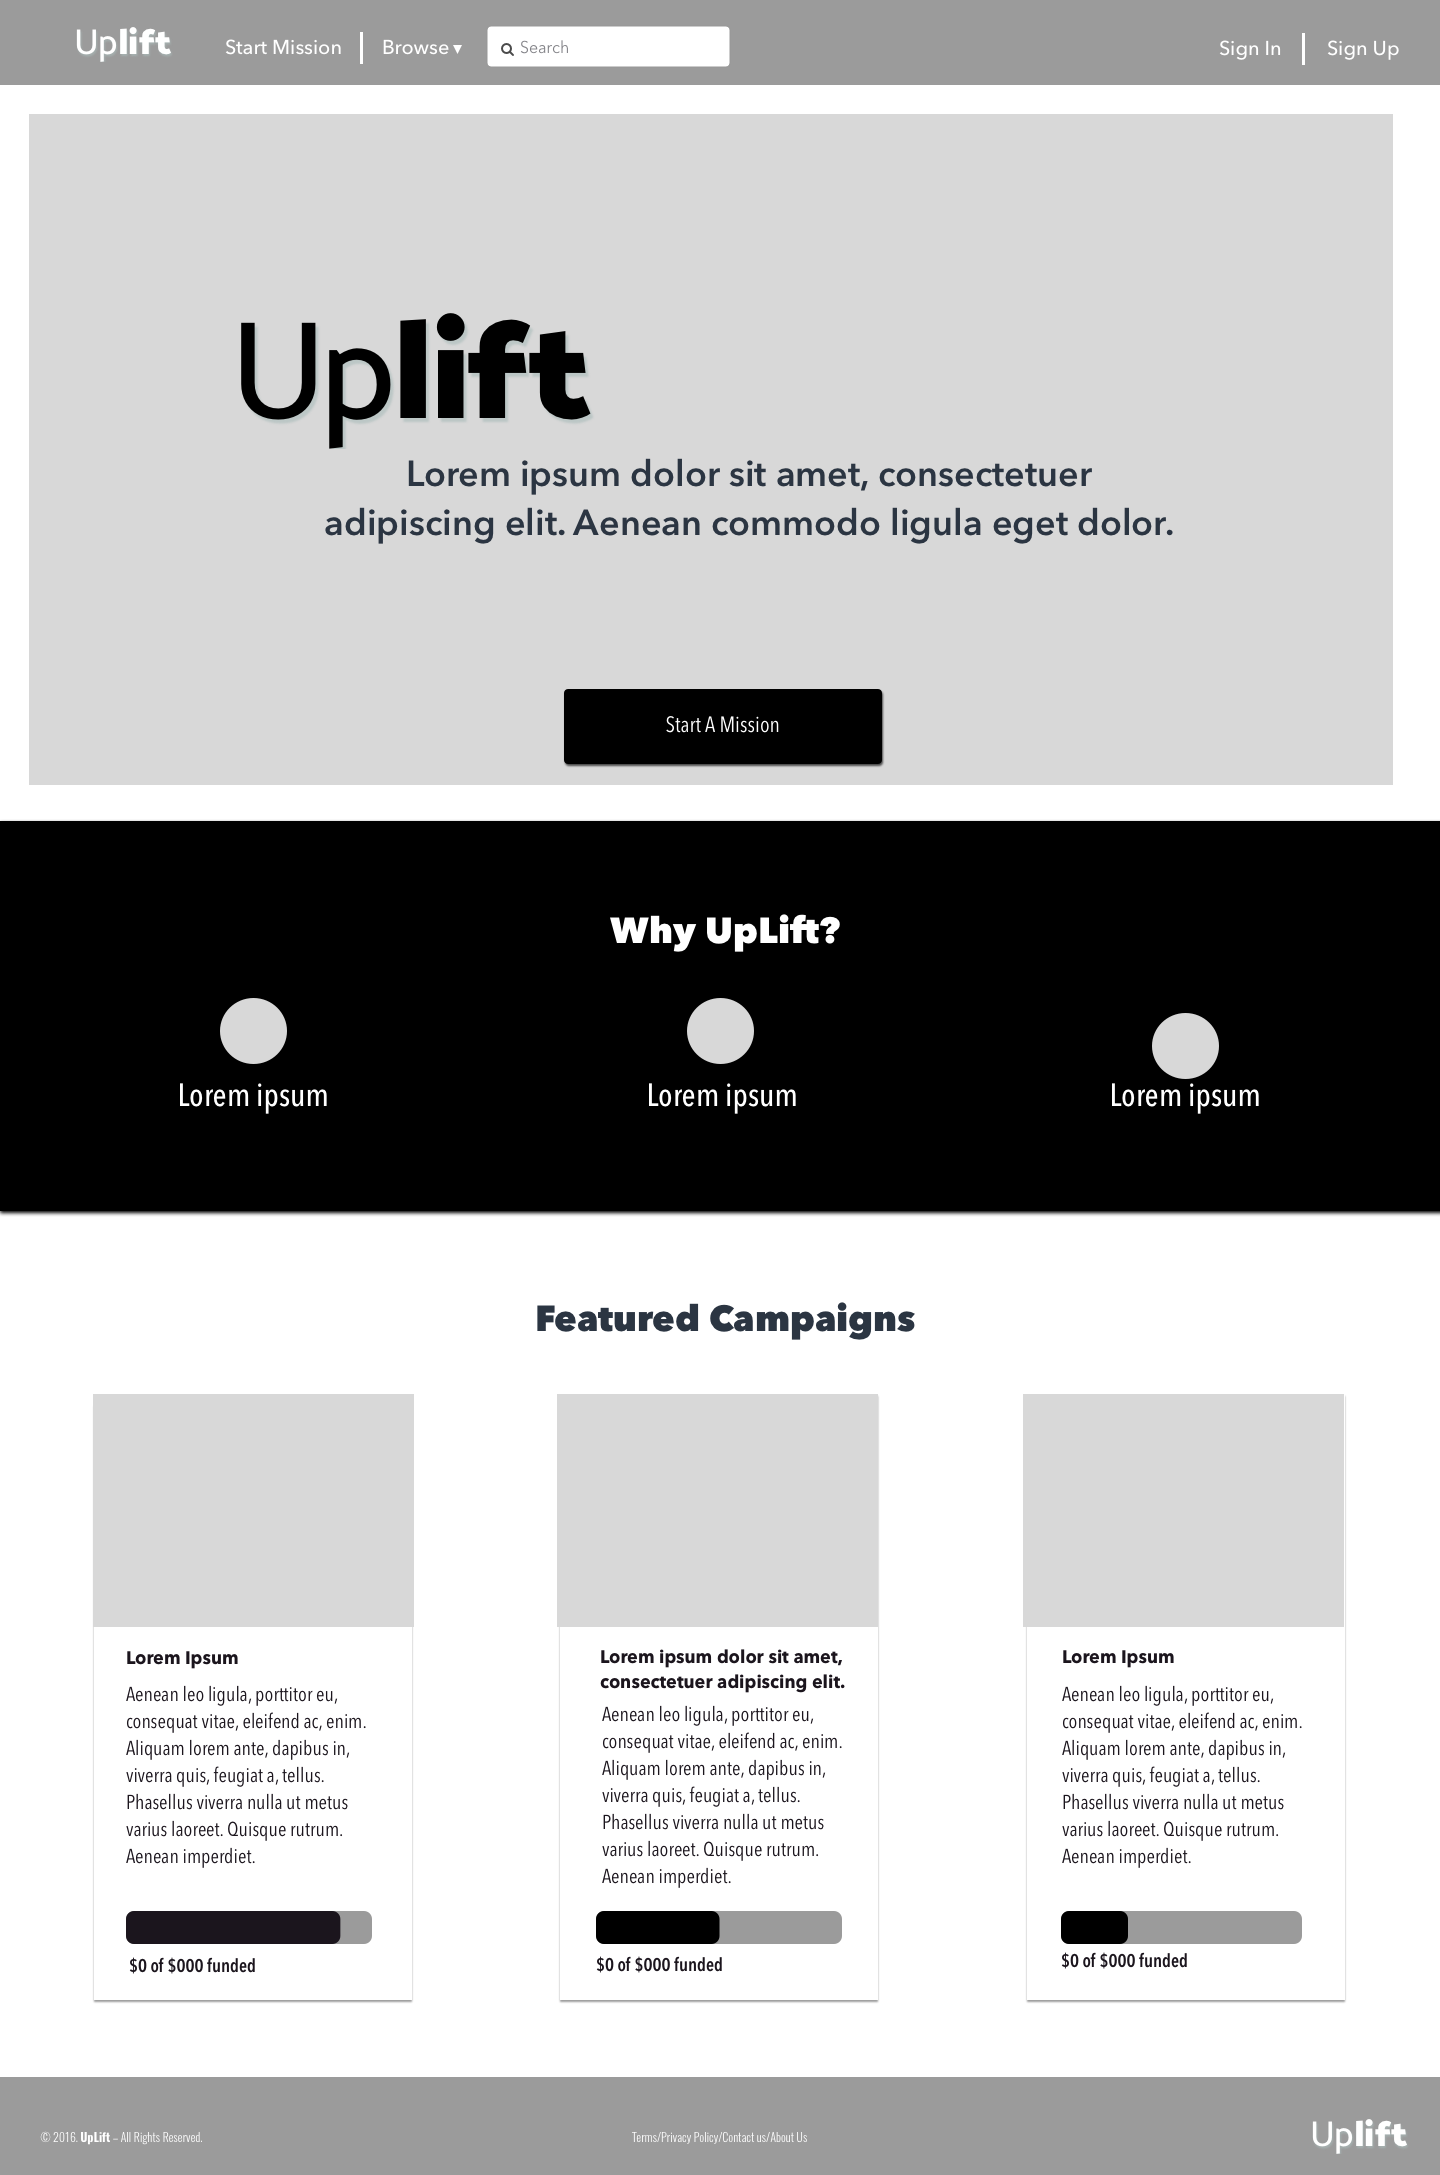 Uplift
Start Mission
Browse ▾
Search
Sign In
Sign Up
Uplift
Lorem ipsum dolor sit amet, consectetuer
adipiscing elit. Aenean commodo ligula eget dolor.
Start A Mission
Why UpLift?
Lorem ipsum
Lorem ipsum
Lorem ipsum
Featured Campaigns
Lorem Ipsum
Aenean leo ligula, porttitor eu,
consequat vitae, eleifend ac, enim.
Aliquam lorem ante, dapibus in,
viverra quis, feugiat a, tellus.
Phasellus viverra nulla ut metus
varius laoreet. Quisque rutrum.
Aenean imperdiet.
$0 of $000 funded
Lorem ipsum dolor sit amet,
consectetuer adipiscing elit.
Aenean leo ligula, porttitor eu,
consequat vitae, eleifend ac, enim.
Aliquam lorem ante, dapibus in,
viverra quis, feugiat a, tellus.
Phasellus viverra nulla ut metus
varius laoreet. Quisque rutrum.
Aenean imperdiet.
$0 of $000 funded
Lorem Ipsum
Aenean leo ligula, porttitor eu,
consequat vitae, eleifend ac, enim.
Aliquam lorem ante, dapibus in,
viverra quis, feugiat a, tellus.
Phasellus viverra nulla ut metus
varius laoreet. Quisque rutrum.
Aenean imperdiet.
$0 of $000 funded
© 2016. UpLift – All Rights Reserved.
Terms/Privacy Policy/Contact us/About Us
Uplift